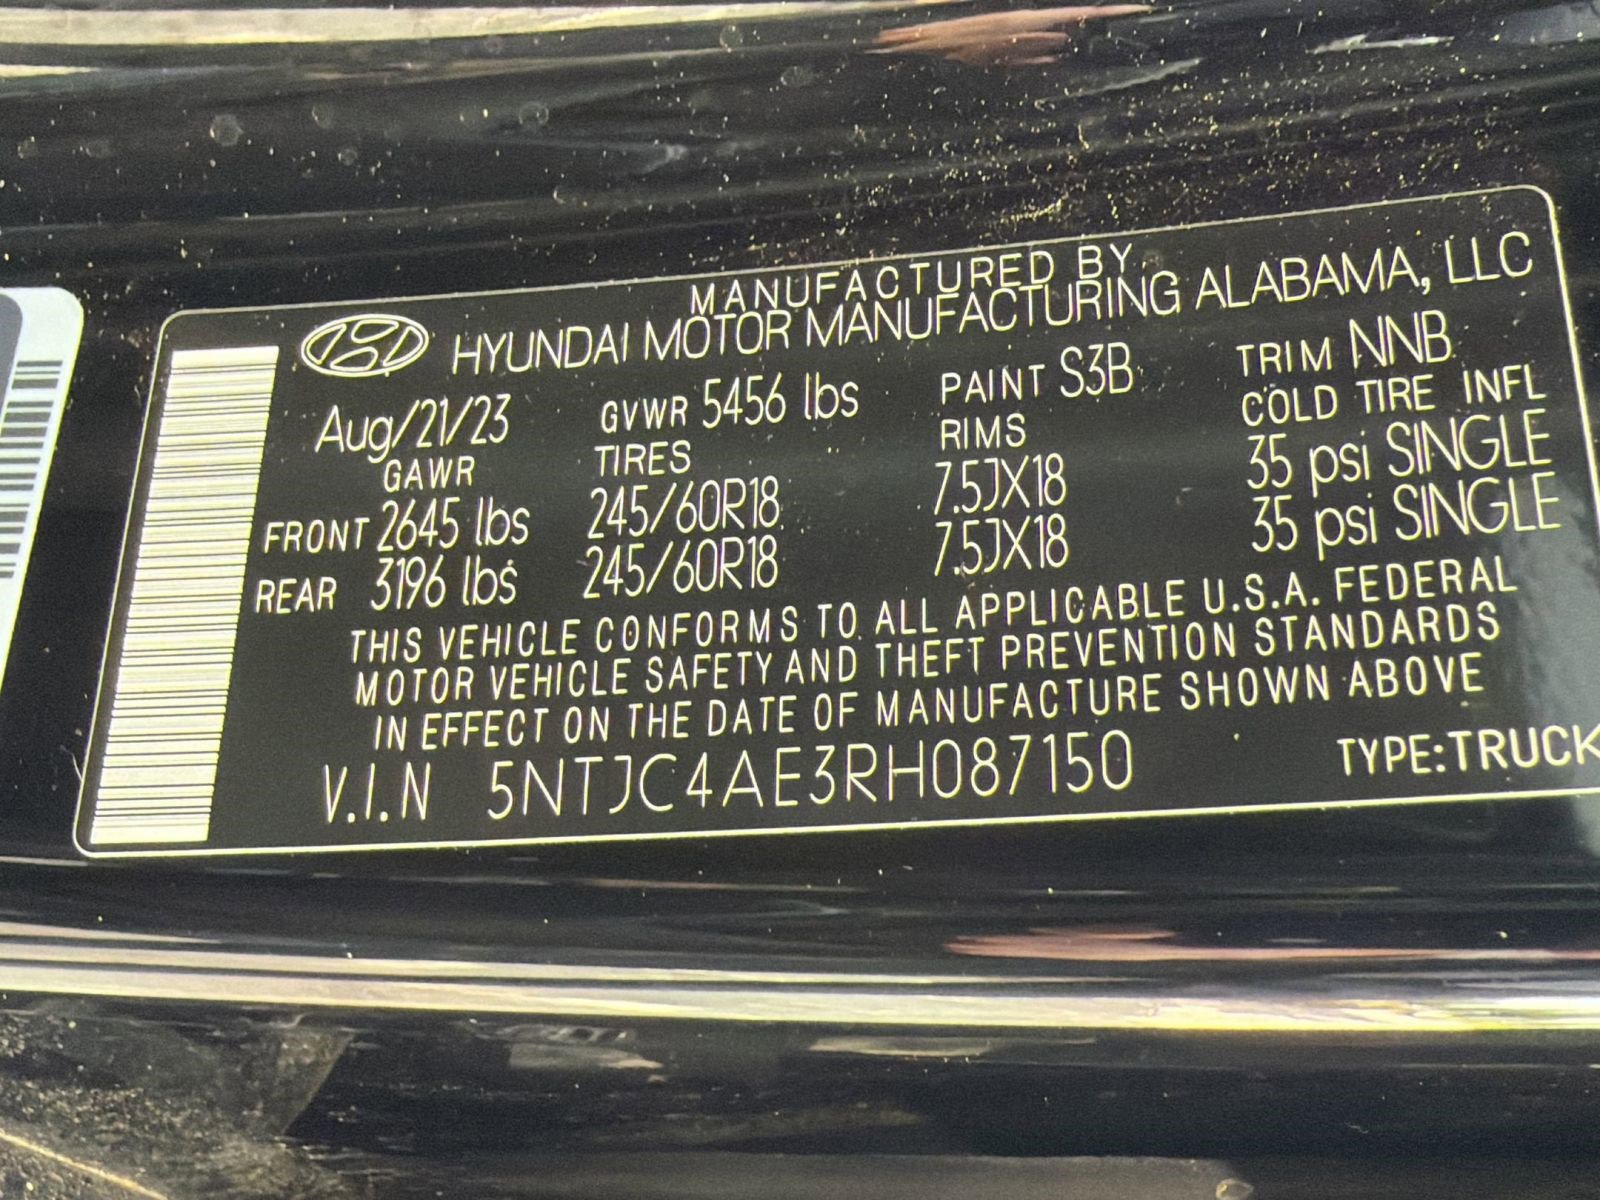 MANUFACTURED BY
HYUNDAI MOTOR MANUFACTURING ALABAMA, LLC
Aug/21/23 GVWR 5456 lbs PAINT S3B TRIM NNB
GAWR TIRES RIMS COLD TIRE INFL
FRONT 2645 lbs 245/60R18 7.5JX18 35 psi SINGLE
REAR 3196 lbs 245/60R18 7.5JX18 35 psi SINGLE
THIS VEHICLE CONFORMS TO ALL APPLICABLE U.S.A. FEDERAL
MOTOR VEHICLE SAFETY AND THEFT PREVENTION STANDARDS
IN EFFECT ON THE DATE OF MANUFACTURE SHOWN ABOVE
V.I.N 5NTJC4AE3RH087150 TYPE:TRUCK